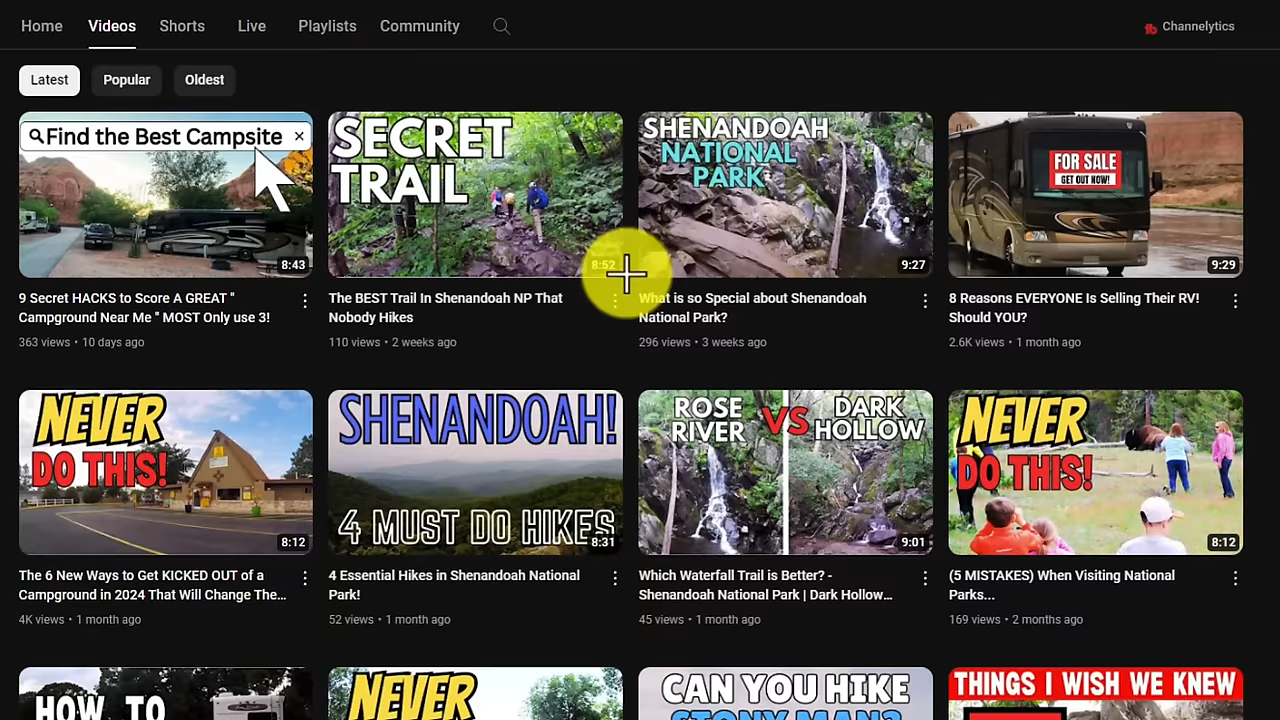 Home Videos Shorts Live Playlists Community Channelytics
Latest Popular Oldest
Find the Best Campsite ×
8:43
SECRET
TRAIL
8:52
SHENANDOAH
NATIONAL
PARK
9:27
FOR SALE
GET OUT NOW!
9:29
9 Secret HACKS to Score A GREAT "
Campground Near Me " MOST Only use 3!
363 views • 10 days ago
The BEST Trail In Shenandoah NP That
Nobody Hikes
110 views • 2 weeks ago
What is so Special about Shenandoah
National Park?
296 views • 3 weeks ago
8 Reasons EVERYONE Is Selling Their RV!
Should YOU?
2.6K views • 1 month ago
NEVER
DO THIS!
8:12
SHENANDOAH!
4 MUST DO HIKES
8:31
ROSE
RIVER
VS
DARK
HOLLOW
9:01
NEVER
DO THIS!
8:12
The 6 New Ways to Get KICKED OUT of a
Campground in 2024 That Will Change The...
4K views • 1 month ago
4 Essential Hikes in Shenandoah National
Park!
52 views • 1 month ago
Which Waterfall Trail is Better? -
Shenandoah National Park | Dark Hollow...
45 views • 1 month ago
(5 MISTAKES) When Visiting National
Parks...
169 views • 2 months ago
HOW TO
NEVER
CAN YOU HIKE
STONY MAN?
THINGS I WISH WE KNEW